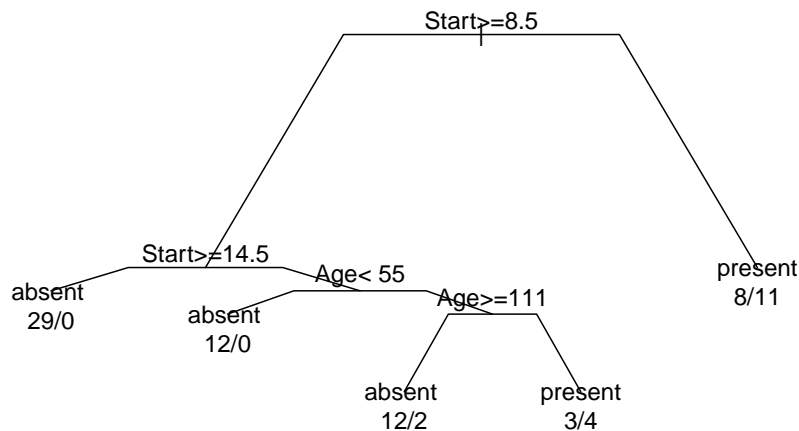 Start>=8.5
Start>=14.5
Age< 55
Age>=111
absent
29/0
absent
12/0
absent
12/2
present
3/4
present
8/11